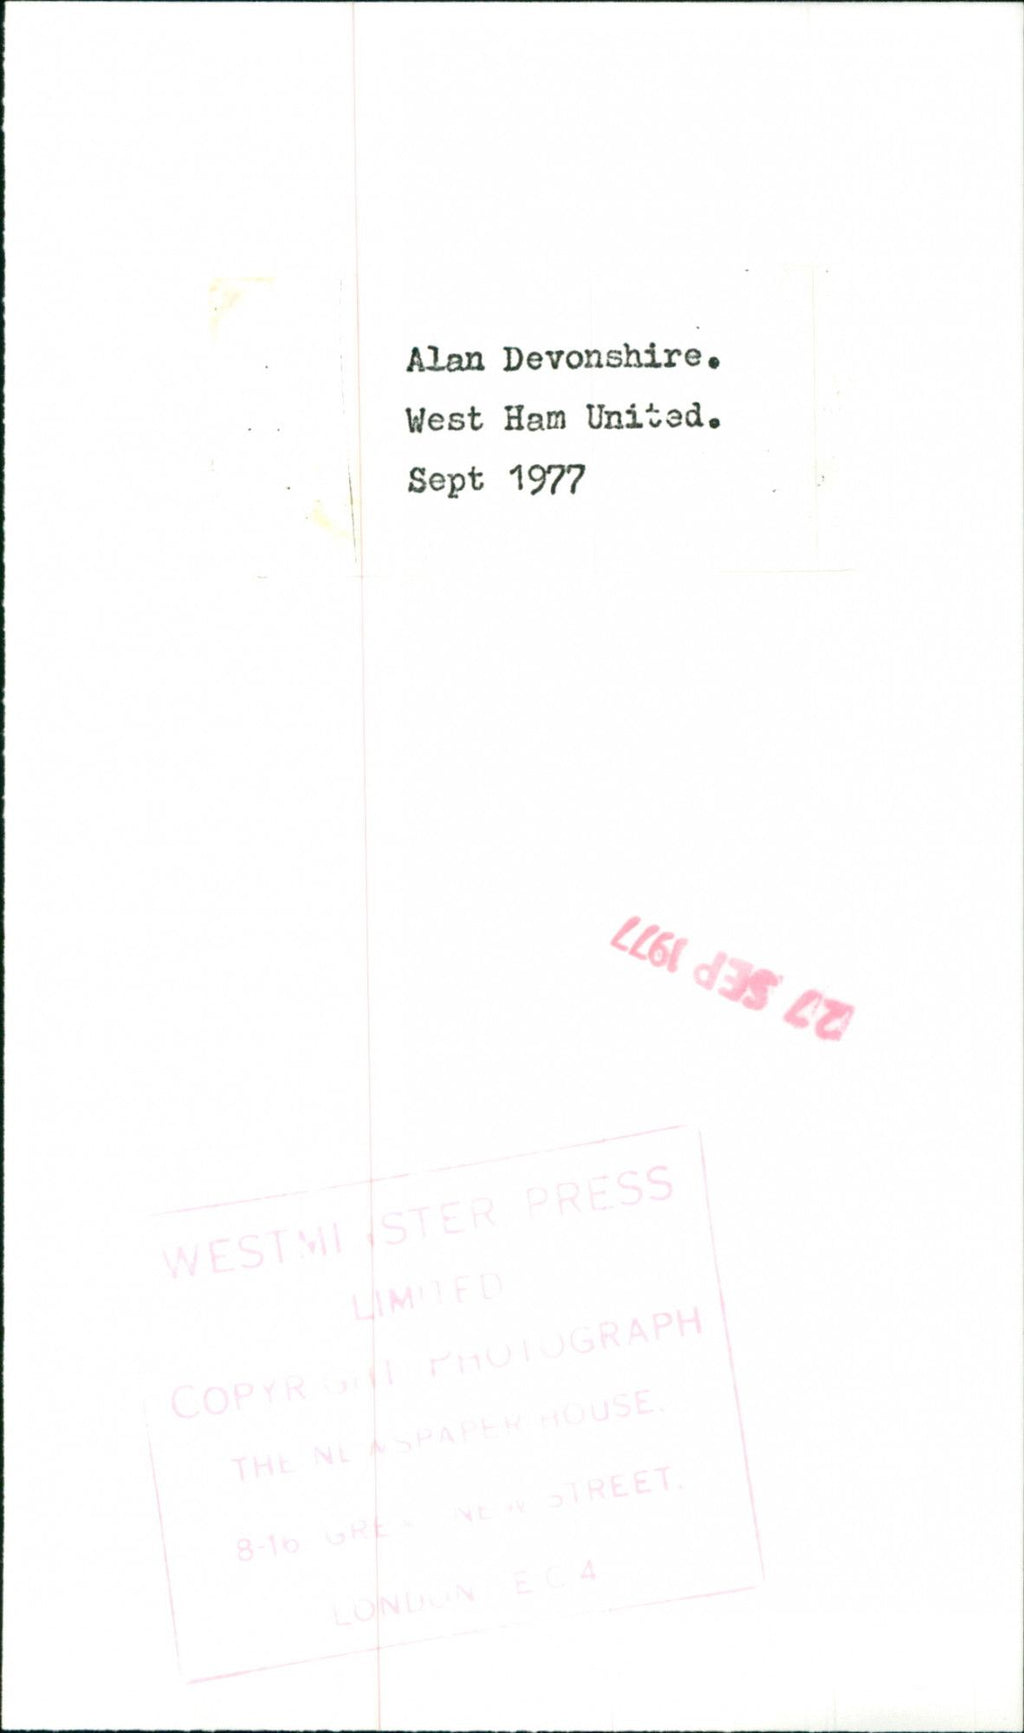 Alan Devonshire.
West Ham United.
Sept 1977
27 SEP 1977
WESTMINSTER PRESS
LIMITED
COPYRIGHT PHOTOGRAPH
THE NEWSPAPER HOUSE.
8-16 GREAT NEW STREET.
LONDON E C 4